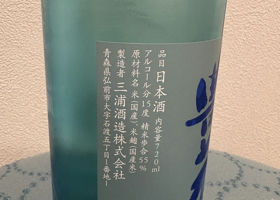 品目 日本酒 内容量720ml
アルコール分15度 精米歩合55%
原材料名 米(国産)、米麹(国産米)
製造者 三浦酒造株式会社
青森県弘前市大字石渡五丁目1番地一